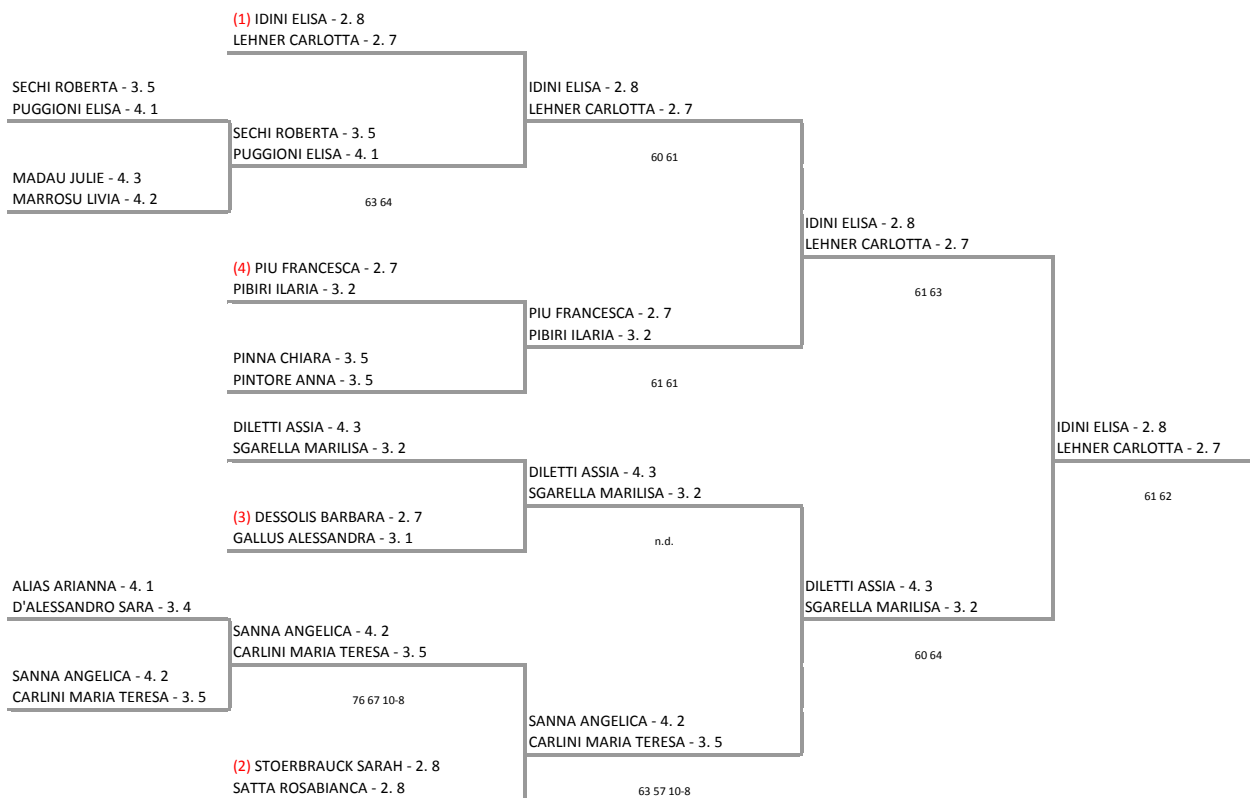 (1) IDINI ELISA - 2. 8
LEHNER CARLOTTA - 2. 7
SECHI ROBERTA - 3. 5
PUGGIONI ELISA - 4. 1
IDINI ELISA - 2. 8
LEHNER CARLOTTA - 2. 7
SECHI ROBERTA - 3. 5
PUGGIONI ELISA - 4. 1
60 61
MADAU JULIE - 4. 3
MARROSU LIVIA - 4. 2
63 64
IDINI ELISA - 2. 8
LEHNER CARLOTTA - 2. 7
(4) PIU FRANCESCA - 2. 7
PIBIRI ILARIA - 3. 2
61 63
PIU FRANCESCA - 2. 7
PIBIRI ILARIA - 3. 2
PINNA CHIARA - 3. 5
PINTORE ANNA - 3. 5
61 61
DILETTI ASSIA - 4. 3
SGARELLA MARILISA - 3. 2
IDINI ELISA - 2. 8
LEHNER CARLOTTA - 2. 7
DILETTI ASSIA - 4. 3
SGARELLA MARILISA - 3. 2
61 62
(3) DESSOLIS BARBARA - 2. 7
GALLUS ALESSANDRA - 3. 1
n.d.
ALIAS ARIANNA - 4. 1
D'ALESSANDRO SARA - 3. 4
DILETTI ASSIA - 4. 3
SGARELLA MARILISA - 3. 2
SANNA ANGELICA - 4. 2
CARLINI MARIA TERESA - 3. 5
60 64
SANNA ANGELICA - 4. 2
CARLINI MARIA TERESA - 3. 5
76 67 10-8
SANNA ANGELICA - 4. 2
CARLINI MARIA TERESA - 3. 5
(2) STOERBRAUCK SARAH - 2. 8
SATTA ROSABIANCA - 2. 8
63 57 10-8